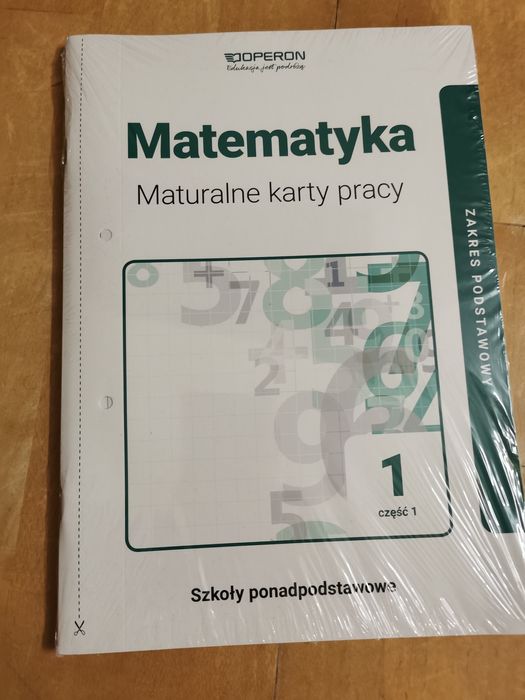 OPERON
Edukacja jest podróżą
Matematyka
Maturalne karty pracy
ZAKRES PODSTAWOWY
1
część 1
Szkoły ponadpodstawowe